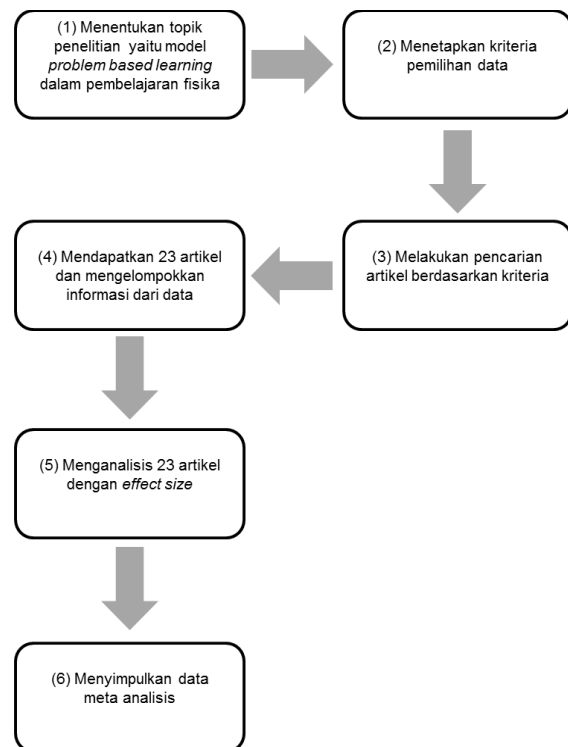 (1) Menentukan topik
penelitian yaitu model
problem based learning
dalam pembelajaran fisika
(2) Menetapkan kriteria
pemilihan data
(3) Melakukan pencarian
artikel berdasarkan kriteria
(4) Mendapatkan 23 artikel
dan mengelompokkan
informasi dari data
(5) Menganalisis 23 artikel
dengan effect size
(6) Menyimpulkan data
meta analisis